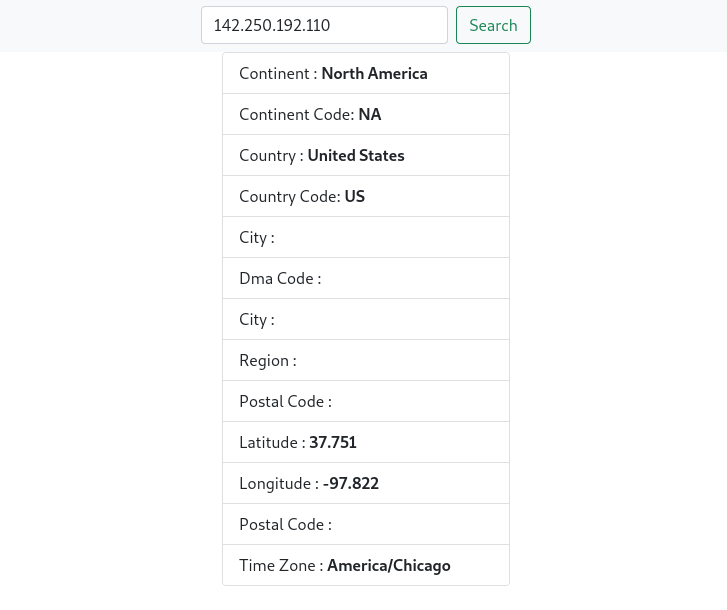 142.250.192.110 Search
Continent : North America
Continent Code: NA
Country : United States
Country Code: US
City :
Dma Code :
City :
Region :
Postal Code :
Latitude : 37.751
Longitude : -97.822
Postal Code :
Time Zone : America/Chicago